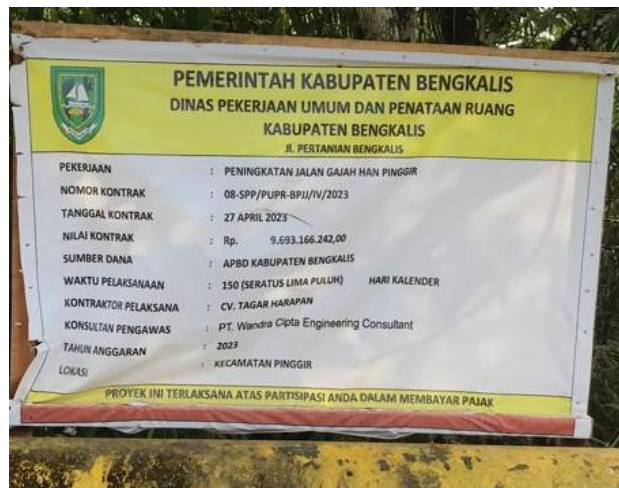 PEMERINTAH KABUPATEN BENGKALIS
DINAS PEKERJAAN UMUM DAN PENATAAN RUANG
KABUPATEN BENGKALIS
Jl. PERTANIAN BENGKALIS
PEKERJAAN : PENINGKATAN JALAN GAJAH HAN PINGGIR
NOMOR KONTRAK : 08-SPP/PUPR-BPJJ/IV/2023
TANGGAL KONTRAK : 27 APRIL 2023
NILAI KONTRAK : Rp. 9.693.166.242,00
SUMBER DANA : APBD KABUPATEN BENGKALIS
WAKTU PELAKSANAAN : 150 (SERATUS LIMA PULUH) HARI KALENDER
KONTRAKTOR PELAKSANA : CV. TAGAR HARAPAN
KONSULTAN PENGAWAS : PT. Wandra Cipta Engineering Consultant
TAHUN ANGGARAN : 2023
LOKASI : KECAMATAN PINGGIR
PROYEK INI TERLAKSANA ATAS PARTISIPASI ANDA DALAM MEMBAYAR PAJAK